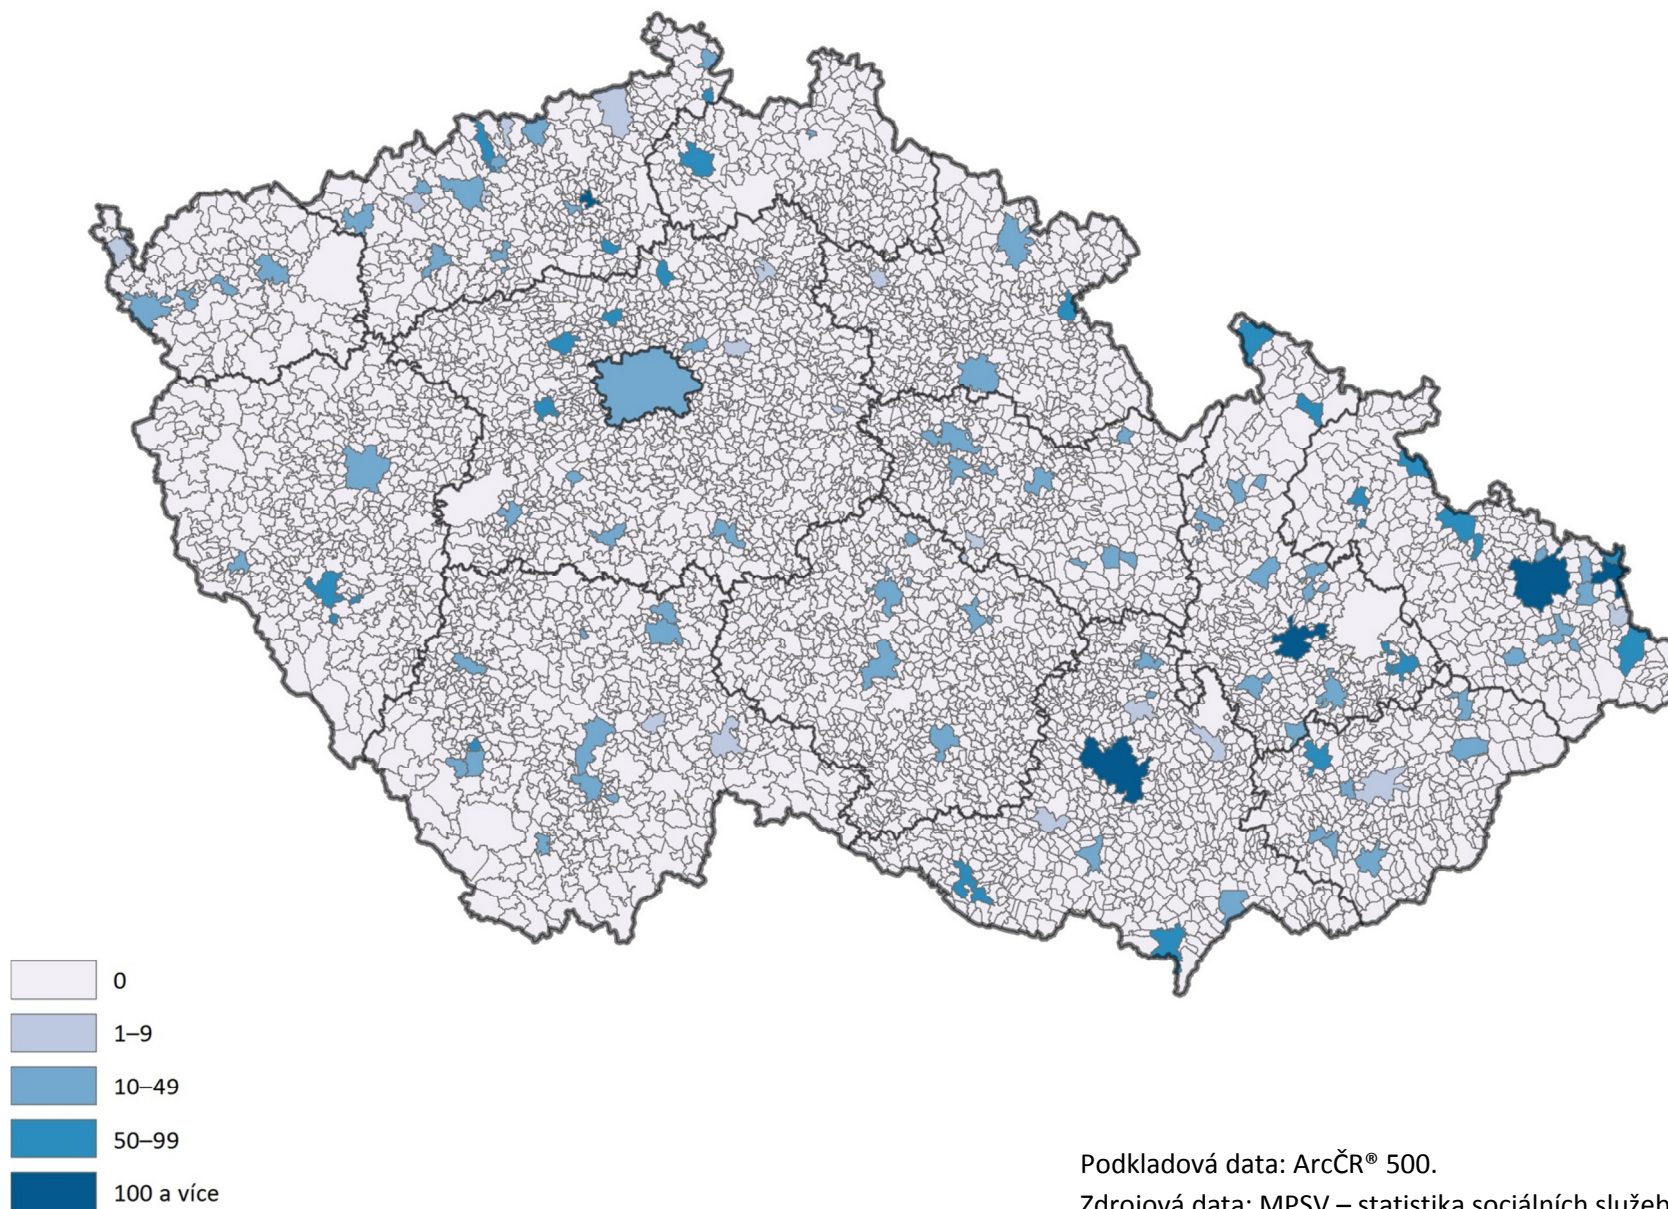 0
1–9
10–49
50–99
100 a více
Podkladová data: ArcČR® 500.
Zdrojová data: MPSV – statistika sociálních služeb